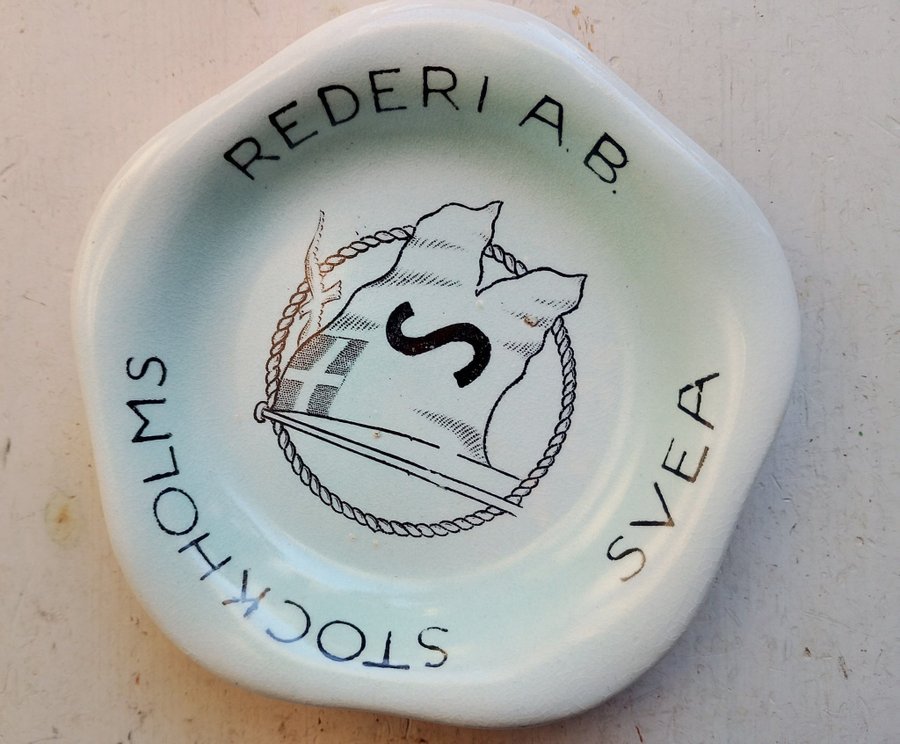 STOCKHOLMS
REDERI A.B.
SVEA
S